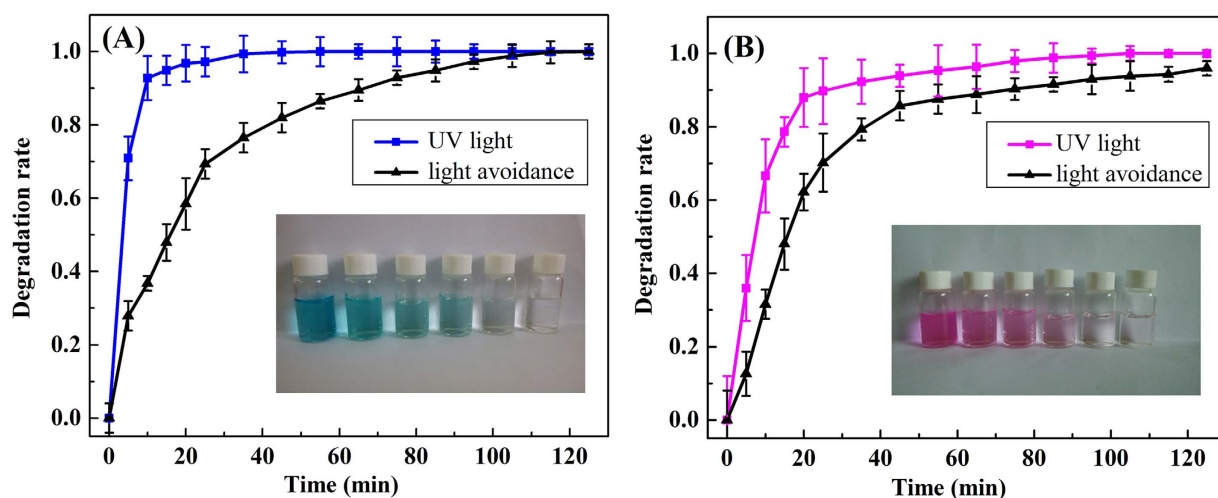 (A)
1.0
0.8
0.6
0.4
0.2
0.0
Degradation rate
UV light
light avoidance
0 20 40 60 80 100 120
Time (min)
(B)
1.0
0.8
0.6
0.4
0.2
0.0
Degradation rate
UV light
light avoidance
0 20 40 60 80 100 120
Time (min)